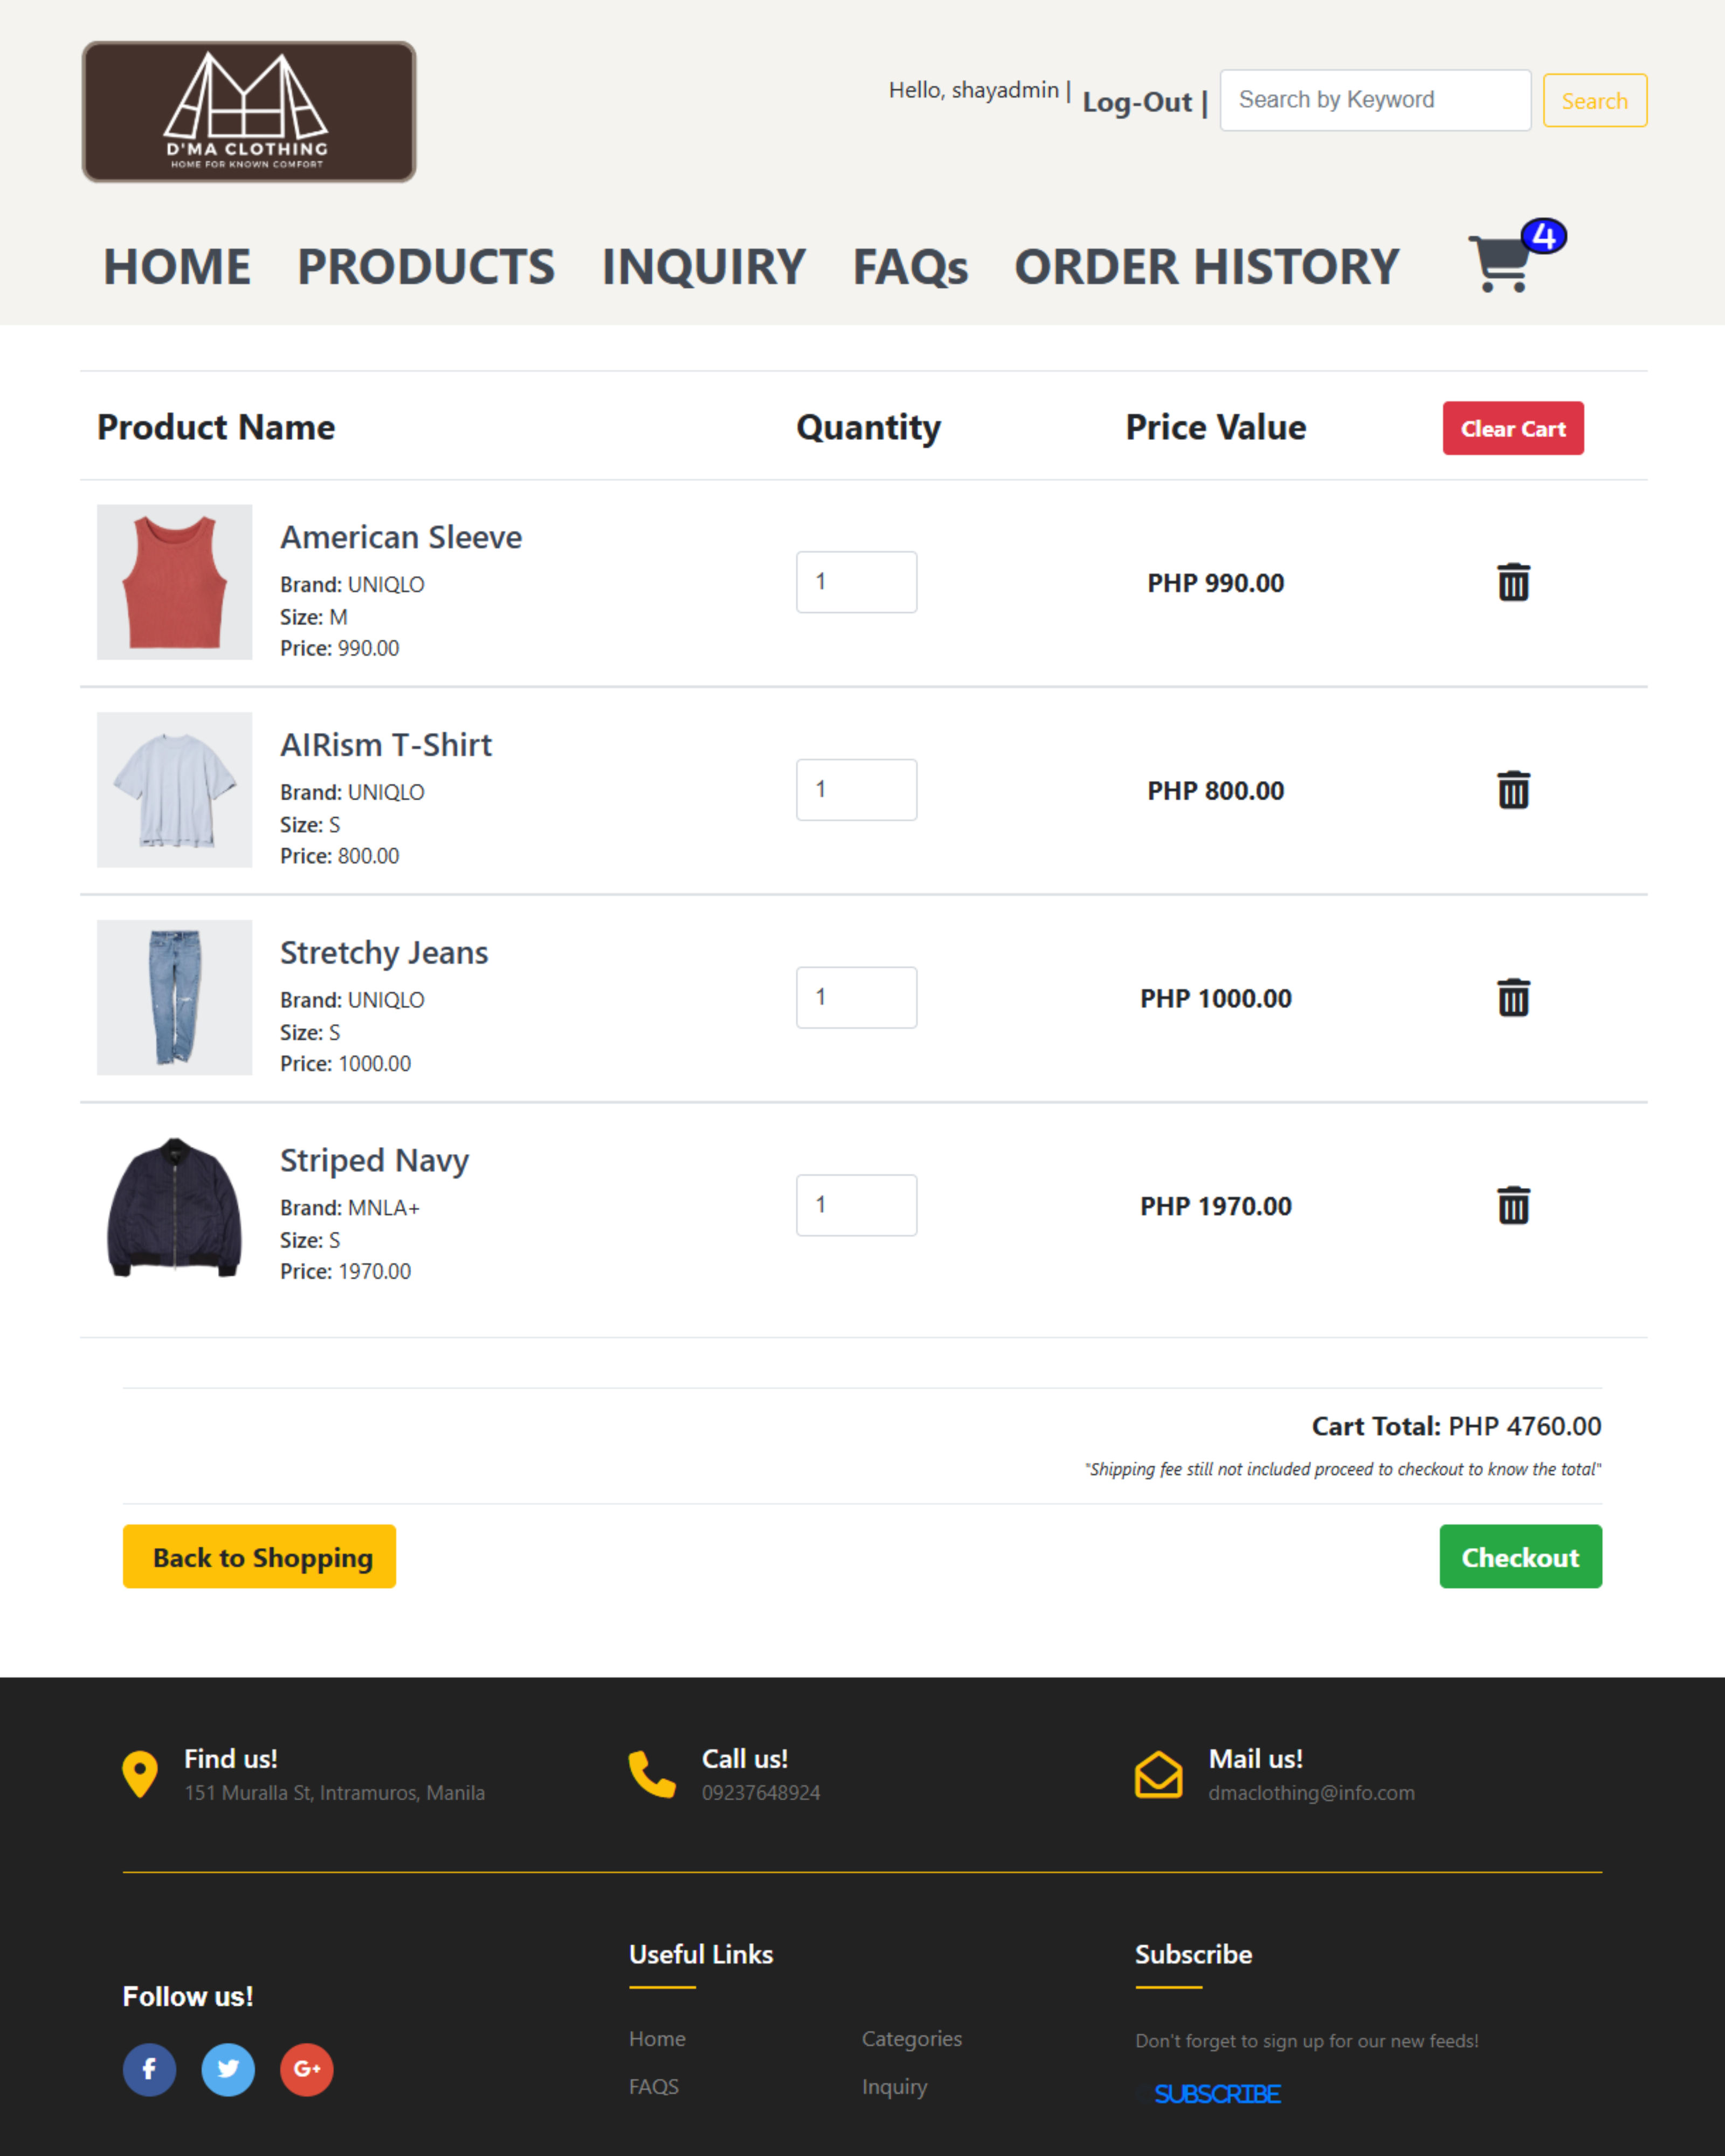 D'MA CLOTHING
HOME FOR KNOWN COMFORT
Hello, shayadmin | Log-Out | Search by Keyword Search
HOME PRODUCTS INQUIRY FAQs ORDER HISTORY 4
Product Name Quantity Price Value Clear Cart
American Sleeve
Brand: UNIQLO
Size: M
Price: 990.00
1 PHP 990.00
AIRism T-Shirt
Brand: UNIQLO
Size: S
Price: 800.00
1 PHP 800.00
Stretchy Jeans
Brand: UNIQLO
Size: S
Price: 1000.00
1 PHP 1000.00
Striped Navy
Brand: MNLA+
Size: S
Price: 1970.00
1 PHP 1970.00
Cart Total: PHP 4760.00
"Shipping fee still not included proceed to checkout to know the total"
Back to Shopping Checkout
Find us!
151 Muralla St, Intramuros, Manila
Call us!
09237648924
Mail us!
dmaclothing@info.com
Follow us!
f G+
Useful Links
Home Categories
FAQS Inquiry
Subscribe
Don't forget to sign up for our new feeds!
SUBSCRIBE